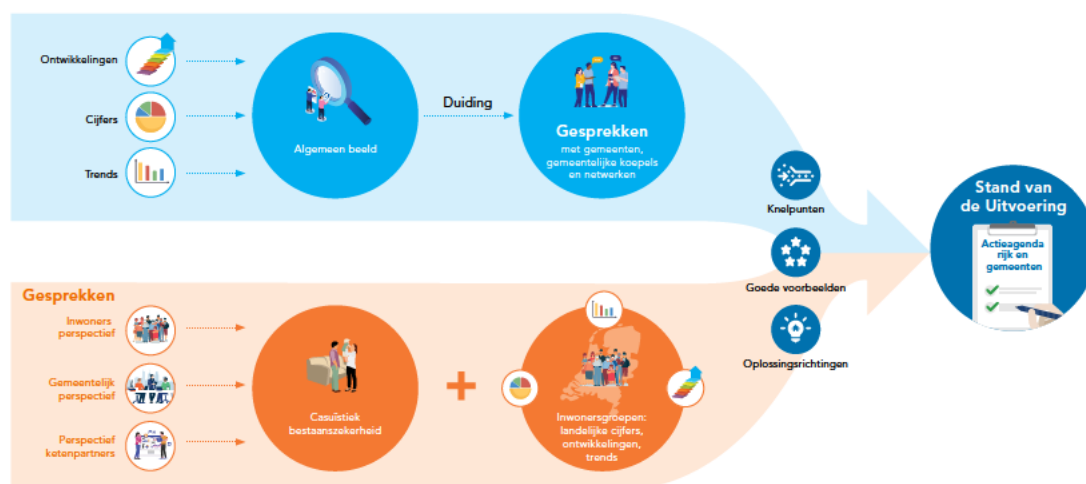 Ontwikkelingen
Cijfers
Trends
Algemeen beeld
Duiding
Gesprekken
met gemeenten,
gemeentelijke koepels
en netwerken
Knelpunten
Goede voorbeelden
Oplossingsrichtingen
Stand van
de Uitvoering
Actieagenda
rijk en
gemeenten
Gesprekken
Inwoners
perspectief
Gemeentelijk
perspectief
Perspectief
ketenpartners
Casuïstiek
bestaanszekerheid
+
Inwonersgroepen:
landelijke cijfers,
ontwikkelingen,
trends